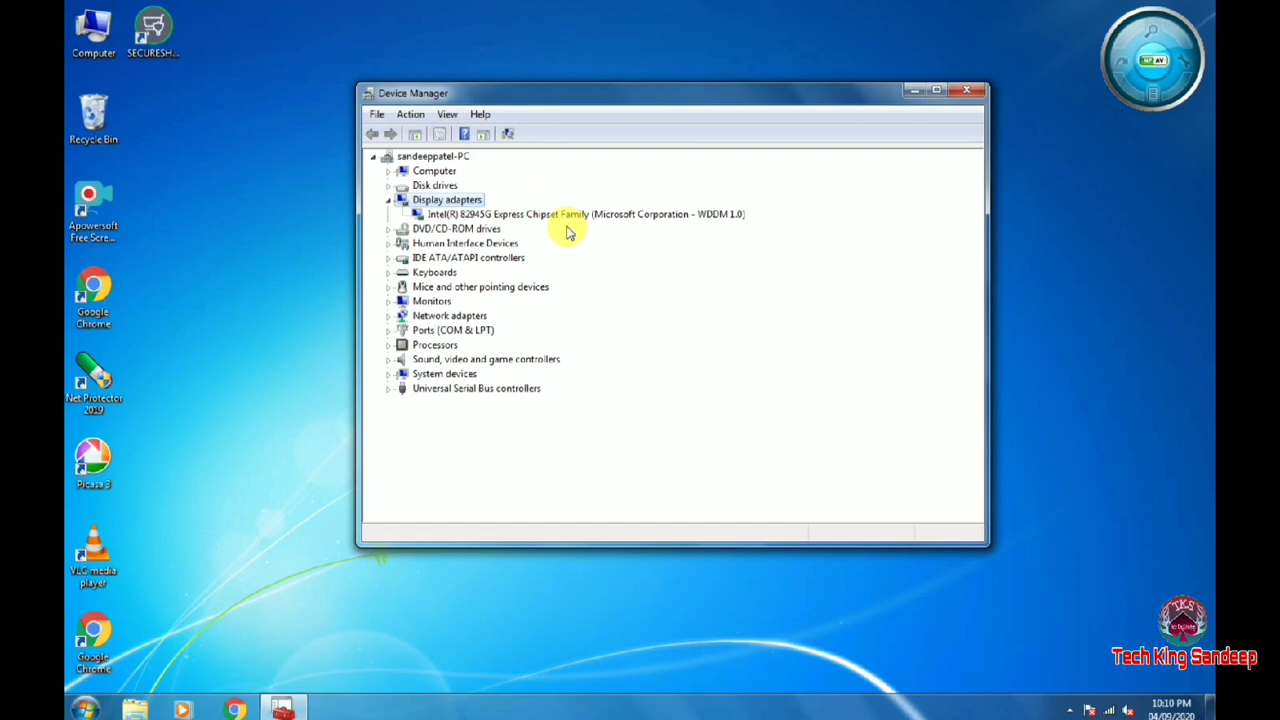 Computer
SECURESH...
Recycle Bin
Apowersoft
Free Scre...
Google
Chrome
Net Protector
2019
Picasa 3
VLC media
player
Google
Chrome
Device Manager
File Action View Help
sandeeppatel-PC
Computer
Disk drives
Display adapters
Intel(R) 82945G Express Chipset Family (Microsoft Corporation - WDDM 1.0)
DVD/CD-ROM drives
Human Interface Devices
IDE ATA/ATAPI controllers
Keyboards
Mice and other pointing devices
Monitors
Network adapters
Ports (COM & LPT)
Processors
Sound, video and game controllers
System devices
Universal Serial Bus controllers
AV
TKS
Tech King Sandeep
10:10 PM
04/09/2020